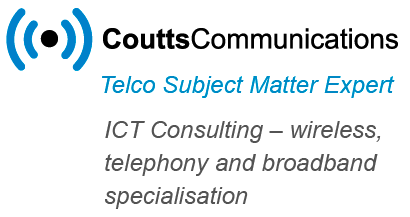 CouttsCommunications
Telco Subject Matter Expert
ICT Consulting – wireless,
telephony and broadband
specialisation